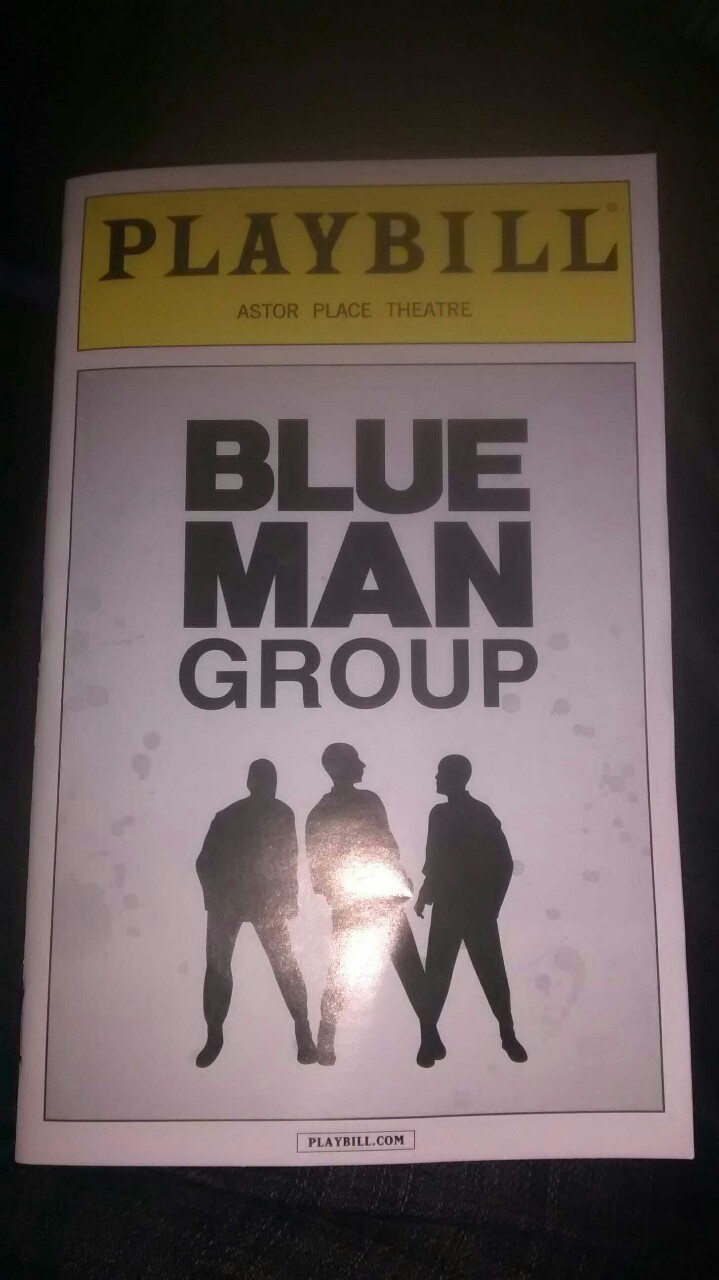 PLAYBILL®
ASTOR PLACE THEATRE
BLUE
MAN
GROUP
PLAYBILL.COM